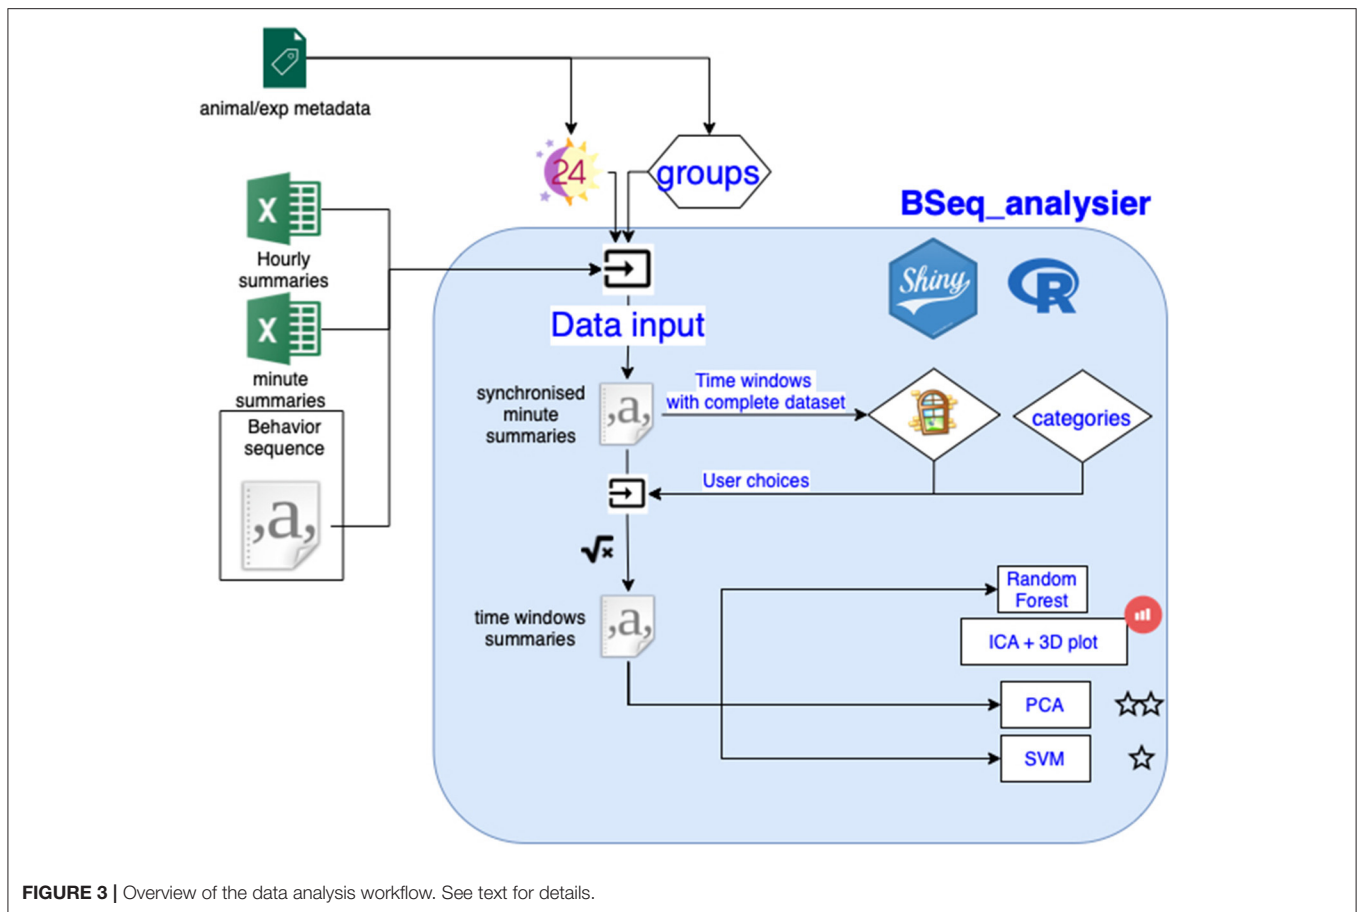 animal/exp metadata
24
groups
BSeq_analysier
X
Hourly
summaries
Shiny
R
Data input
X
minute
summaries
synchronised
minute
summaries
,a,
Time windows
with complete dataset
categories
Behavior
sequence
,a,
User choices
√x
time windows
summaries
,a,
Random
Forest
ICA + 3D plot
PCA
SVM
FIGURE 3 | Overview of the data analysis workflow. See text for details.